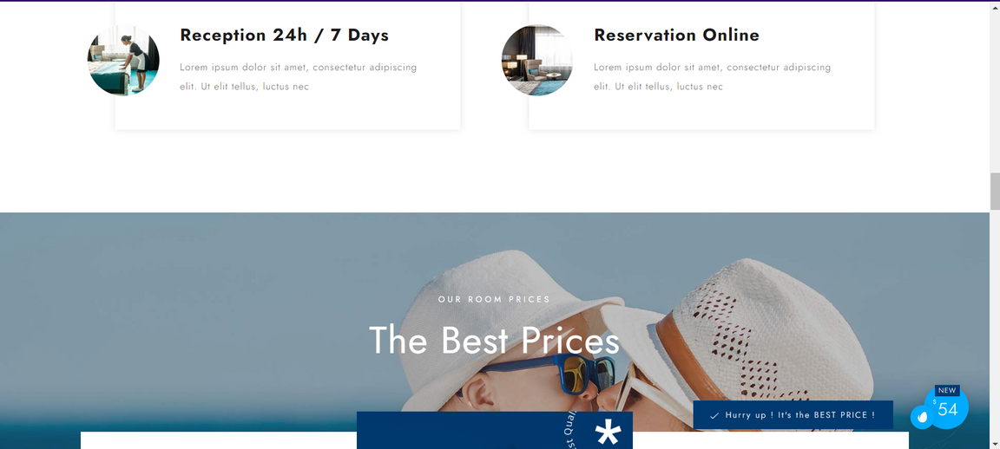 Reception 24h / 7 Days
Lorem ipsum dolor sit amet, consectetur adipiscing
elit. Ut elit tellus, luctus nec
Reservation Online
Lorem ipsum dolor sit amet, consectetur adipiscing
elit. Ut elit tellus, luctus nec
OUR ROOM PRICES
The Best Prices
Hurry up ! It's the BEST PRICE !
NEW
$54